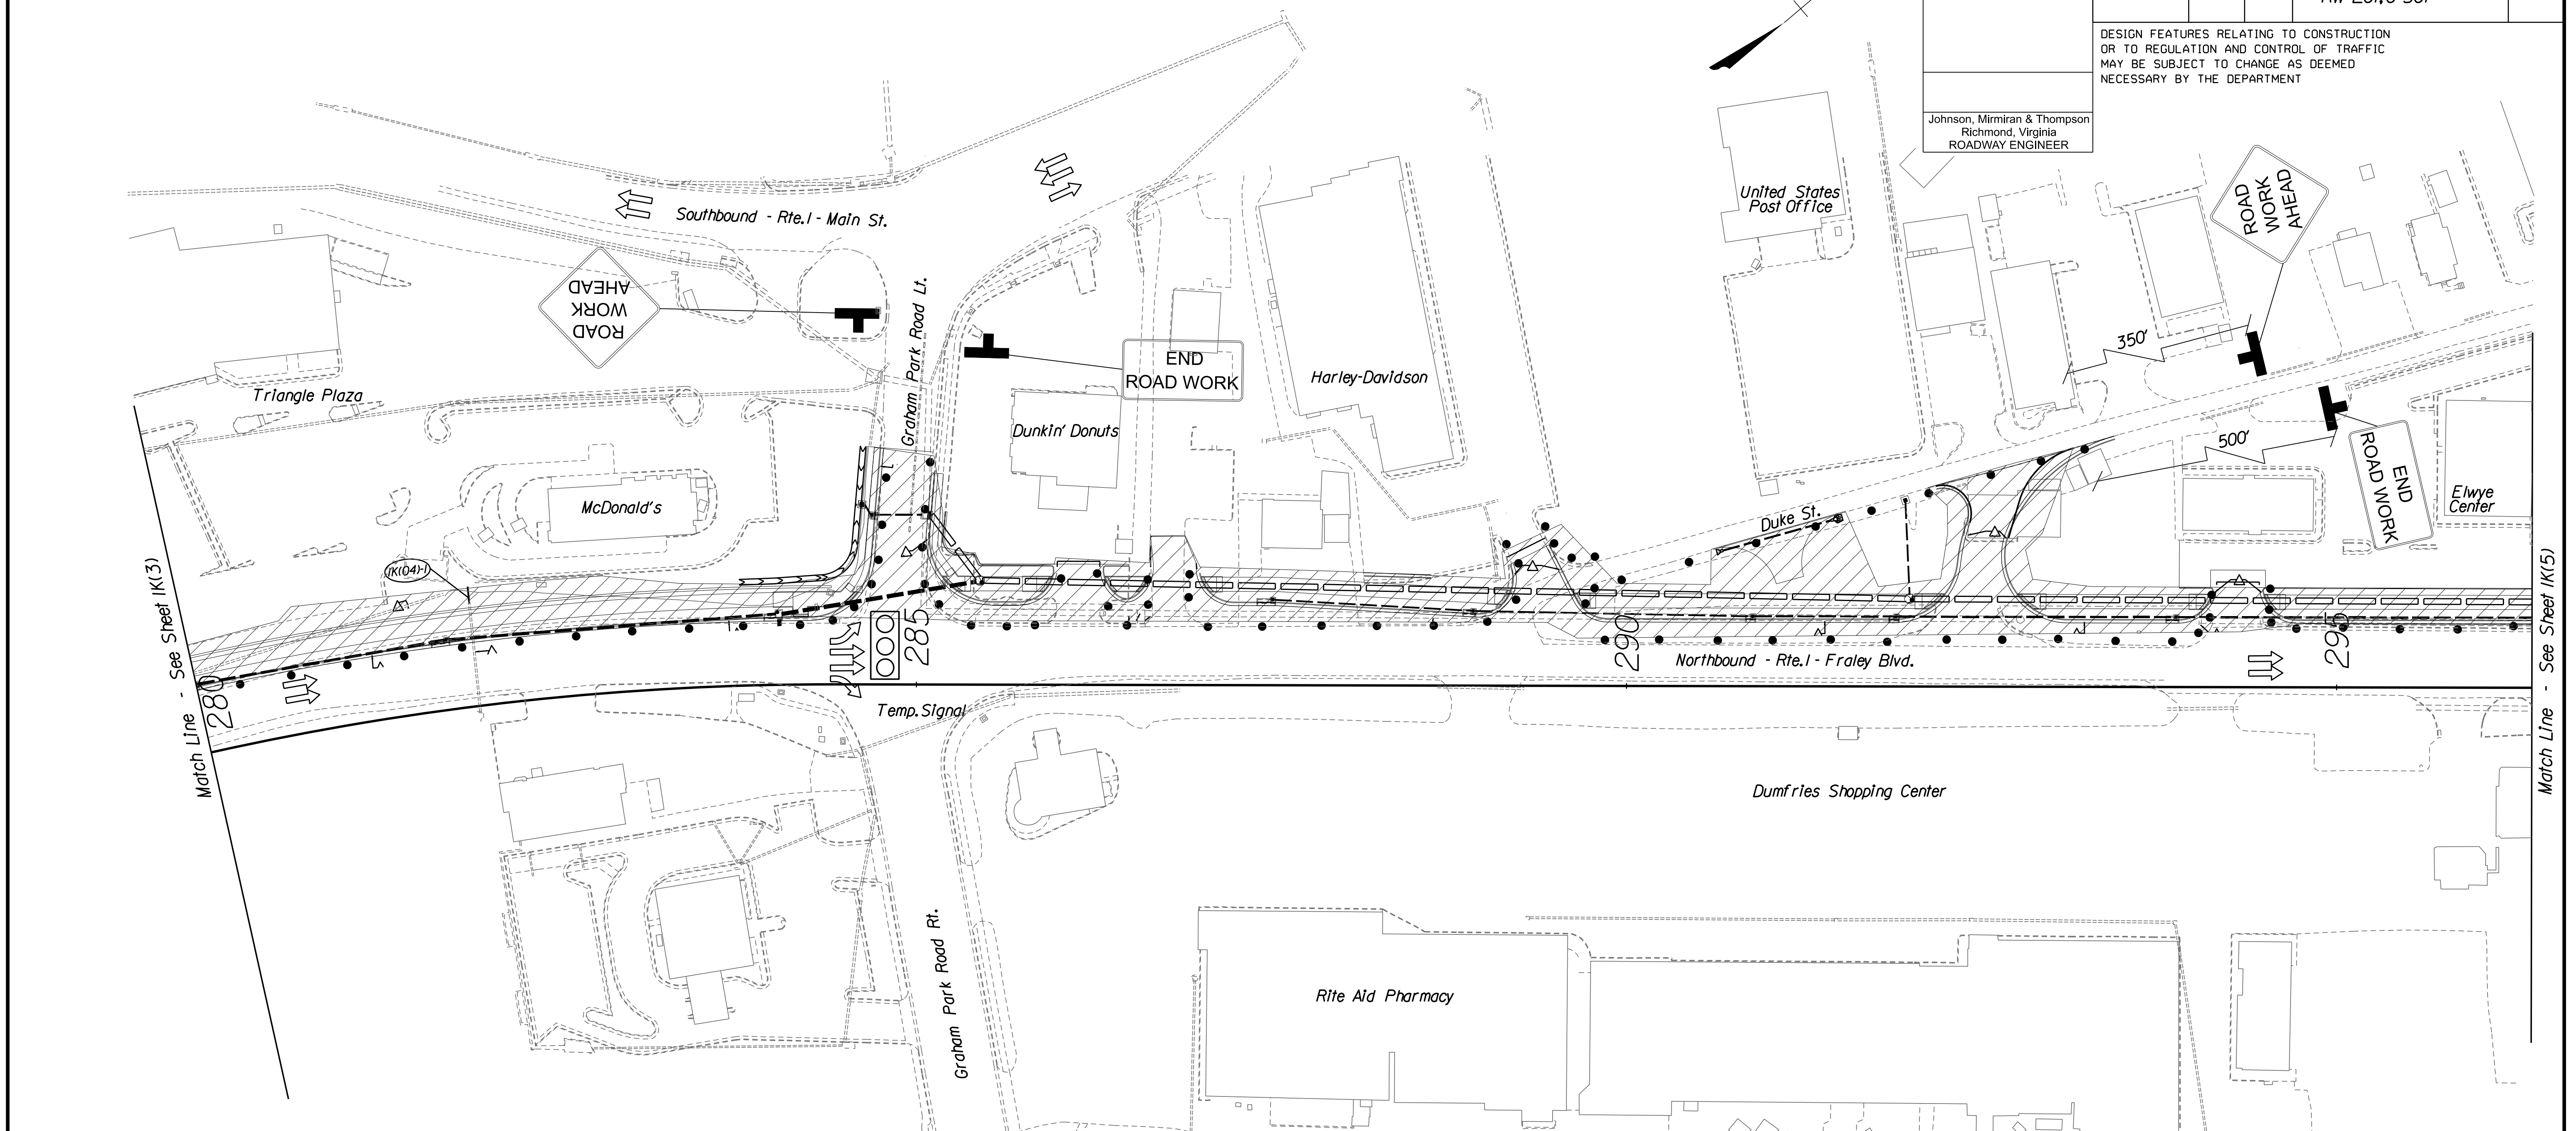 DESIGN FEATURES RELATING TO CONSTRUCTION
OR TO REGULATION AND CONTROL OF TRAFFIC
MAY BE SUBJECT TO CHANGE AS DEEMED
NECESSARY BY THE DEPARTMENT
Johnson, Mirmiran & Thompson
Richmond, Virginia
ROADWAY ENGINEER
United States
Post Office
ROAD
WORK
AHEAD
Southbound - Rte.1 - Main St.
ROAD
WORK
AHEAD
Graham Park Road Lt.
END
ROAD WORK
Harley-Davidson
350'
Triangle Plaza
Dunkin' Donuts
500'
END
ROAD WORK
McDonald's
Elwye
Center
Duke St.
1K(04)-1
Match Line - See Sheet 1K(3)
280
285
290
295
Northbound - Rte.1 - Fraley Blvd.
Match Line - See Sheet 1K(5)
Temp. Signal
Dumfries Shopping Center
Graham Park Road Rt.
Rite Aid Pharmacy